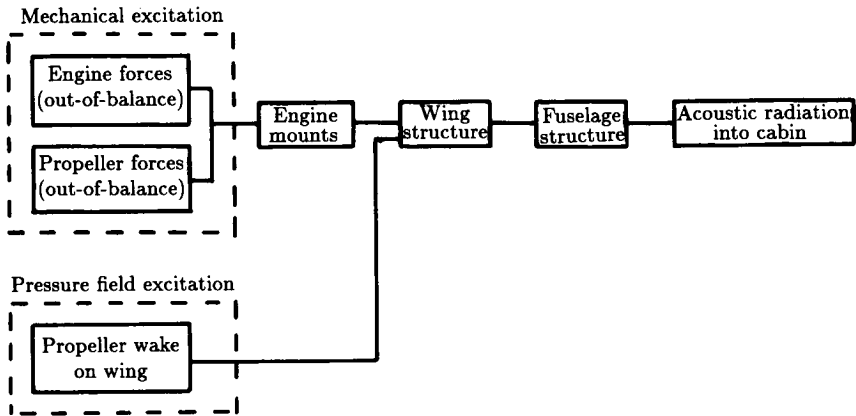 Mechanical excitation
Engine forces
(out-of-balance)
Propeller forces
(out-of-balance)
Engine
mounts
Wing
structure
Fuselage
structure
Acoustic radiation
into cabin
Pressure field excitation
Propeller wake
on wing